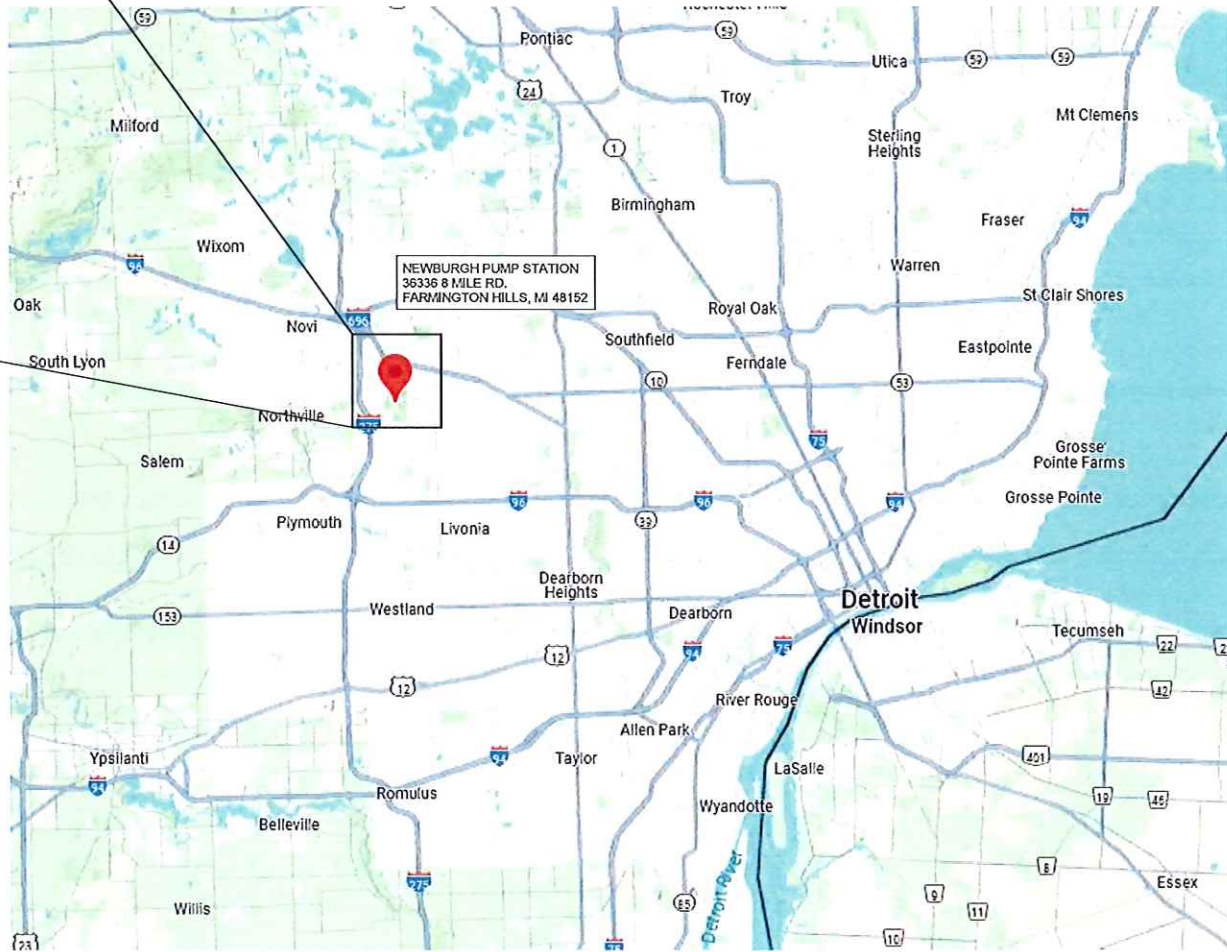 59
Pontiac
59
Utica
59
59
24
Troy
Mt Clemens
Milford
Sterling
Heights
1
Birmingham
Fraser
94
Wixom
96
Warren
NEWBURGH PUMP STATION
36336 8 MILE RD.
FARMINGTON HILLS, MI 48152
St Clair Shores
Oak
Royal Oak
Novi
696
Southfield
Eastpointe
South Lyon
Ferndale
10
53
Northville
275
75
Grosse
Pointe Farms
Salem
Grosse Pointe
96
96
94
Plymouth
Livonia
39
14
Dearborn
Heights
Detroit
153
Westland
Dearborn
Windsor
Tecumseh
22
94
75
12
12
42
River Rouge
Allen Park
Ypsilanti
94
Taylor
LaSalle
401
94
Romulus
Wyandotte
19
46
Belleville
8
Detroit River
275
Essex
9
85
Willis
11
23
75
10